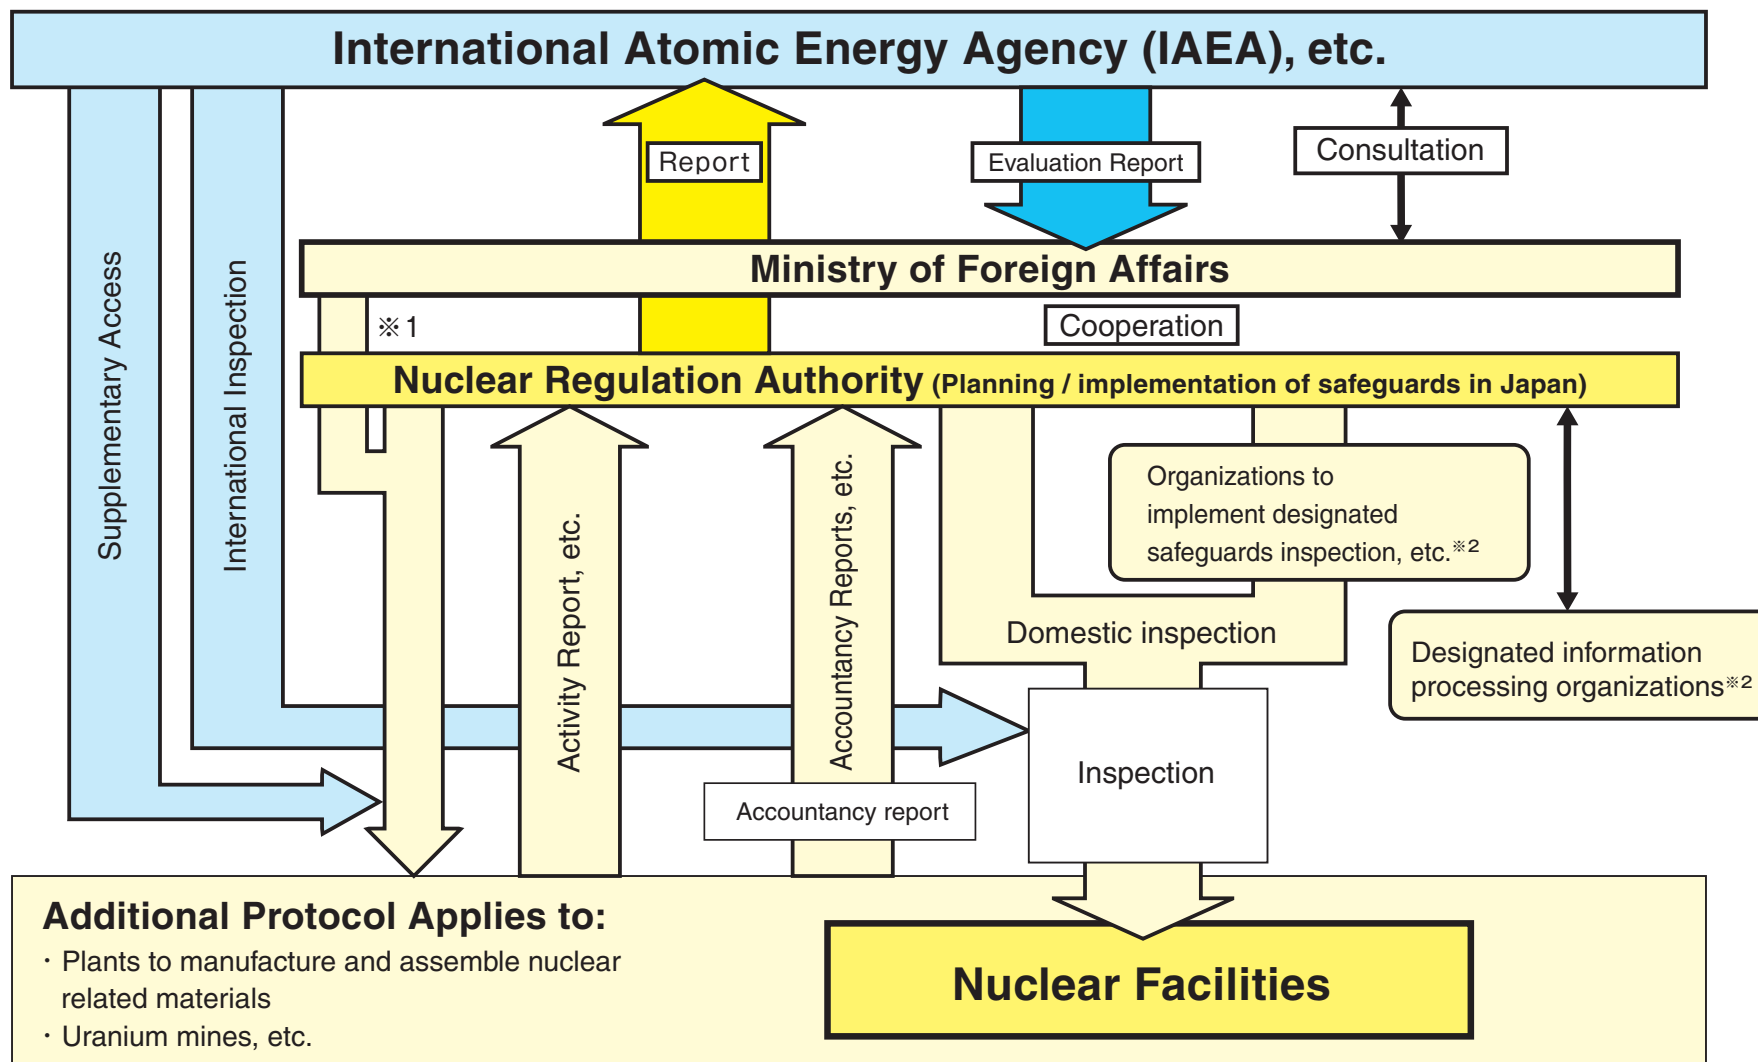 International Atomic Energy Agency (IAEA), etc.
Report
Evaluation Report
Consultation
Supplementary Access
International Inspection
Ministry of Foreign Affairs
※1
Cooperation
Nuclear Regulation Authority (Planning / implementation of safeguards in Japan)
Activity Report, etc.
Accountancy Reports, etc.
Organizations to
implement designated
safeguards inspection, etc.※2
Domestic inspection
Designated information
processing organizations※2
Inspection
Accountancy report
Additional Protocol Applies to:
・Plants to manufacture and assemble nuclear
related materials
・Uranium mines, etc.
Nuclear Facilities